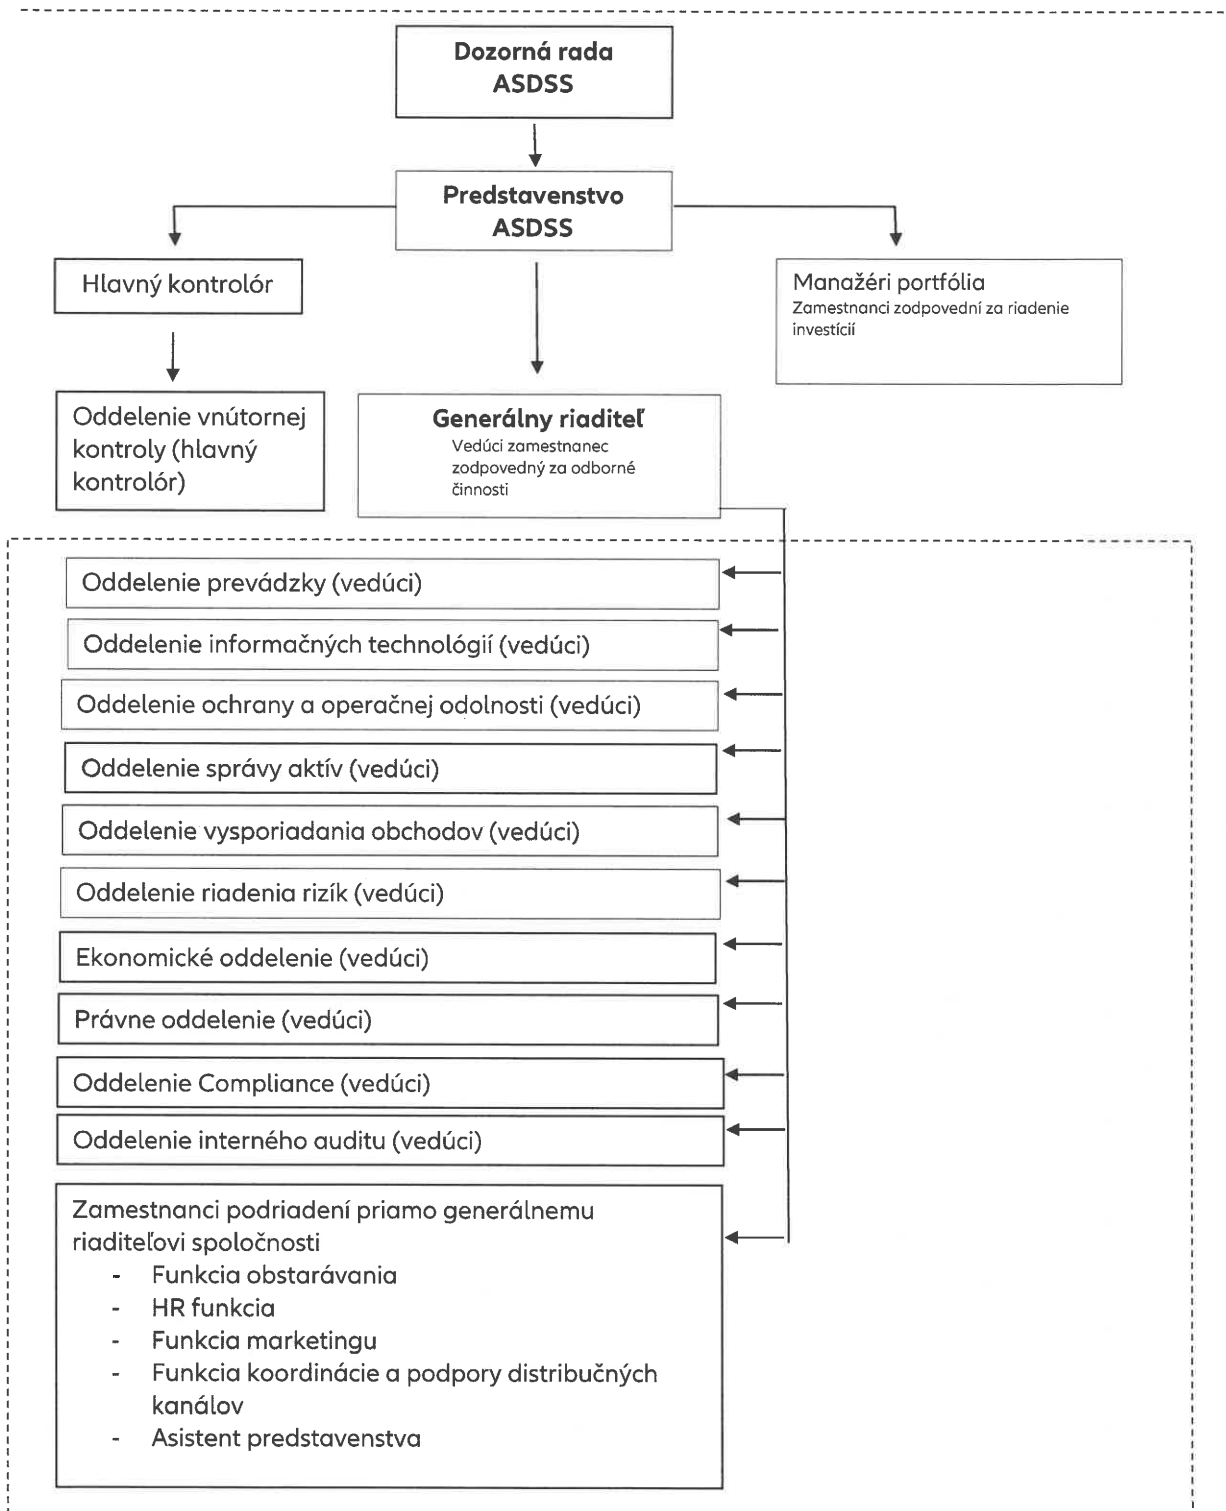 Dozorná rada
ASDSS
Predstavenstvo
ASDSS
Hlavný kontrolór
Manažéri portfólia
Zamestnanci zodpovední za riadenie
investícií
Oddelenie vnútornej
kontroly (hlavný
kontrolór)
Generálny riaditeľ
Vedúci zamestnanec
zodpovedný za odborné
činnosti
Oddelenie prevádzky (vedúci)
Oddelenie informačných technológií (vedúci)
Oddelenie ochrany a operačnej odolnosti (vedúci)
Oddelenie správy aktív (vedúci)
Oddelenie vysporiadania obchodov (vedúci)
Oddelenie riadenia rizík (vedúci)
Ekonomické oddelenie (vedúci)
Právne oddelenie (vedúci)
Oddelenie Compliance (vedúci)
Oddelenie interného auditu (vedúci)
Zamestnanci podriadení priamo generálnemu
riaditeľovi spoločnosti
- Funkcia obstarávania
- HR funkcia
- Funkcia marketingu
- Funkcia koordinácie a podpory distribučných
kanálov
- Asistent predstavenstva